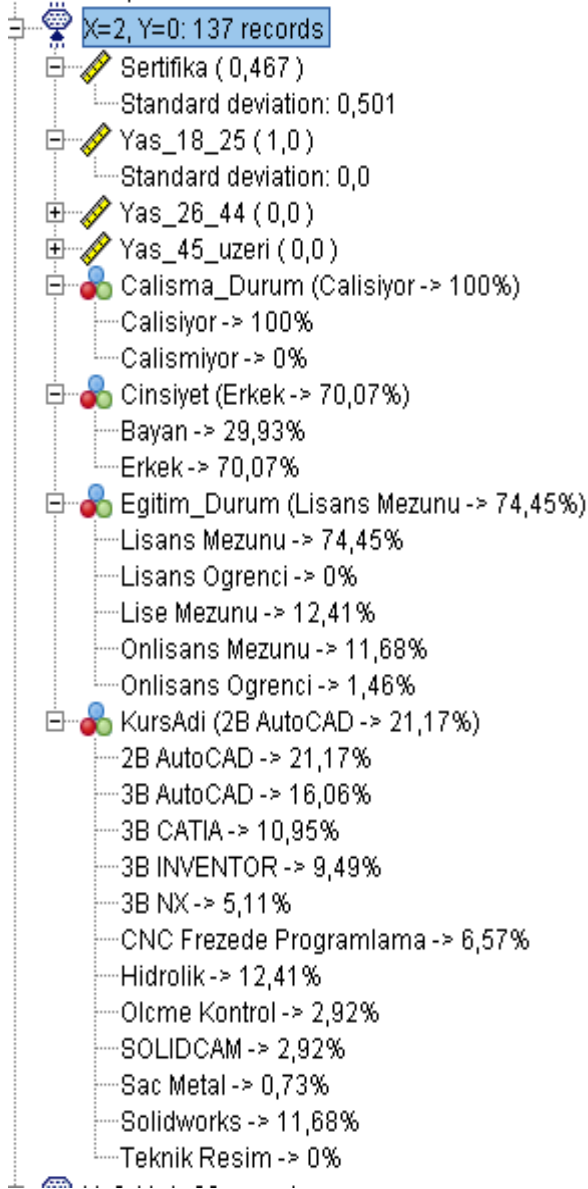 X=2, Y=0: 137 records
Sertifika ( 0,467 )
Standard deviation: 0,501
Yas_18_25 ( 1,0 )
Standard deviation: 0,0
Yas_26_44 ( 0,0 )
Yas_45_uzeri ( 0,0 )
Calisma_Durum (Calisiyor -> 100%)
Calisiyor -> 100%
Calismiyor -> 0%
Cinsiyet (Erkek -> 70,07%)
Bayan -> 29,93%
Erkek -> 70,07%
Egitim_Durum (Lisans Mezunu -> 74,45%)
Lisans Mezunu -> 74,45%
Lisans Ogrenci -> 0%
Lise Mezunu -> 12,41%
Onlisans Mezunu -> 11,68%
Onlisans Ogrenci -> 1,46%
KursAdi (2B AutoCAD -> 21,17%)
2B AutoCAD -> 21,17%
3B AutoCAD -> 16,06%
3B CATIA -> 10,95%
3B INVENTOR -> 9,49%
3B NX -> 5,11%
CNC Frezede Programlama -> 6,57%
Hidrolik -> 12,41%
Olcme Kontrol -> 2,92%
SOLIDCAM -> 2,92%
Sac Metal -> 0,73%
Solidworks -> 11,68%
Teknik Resim -> 0%